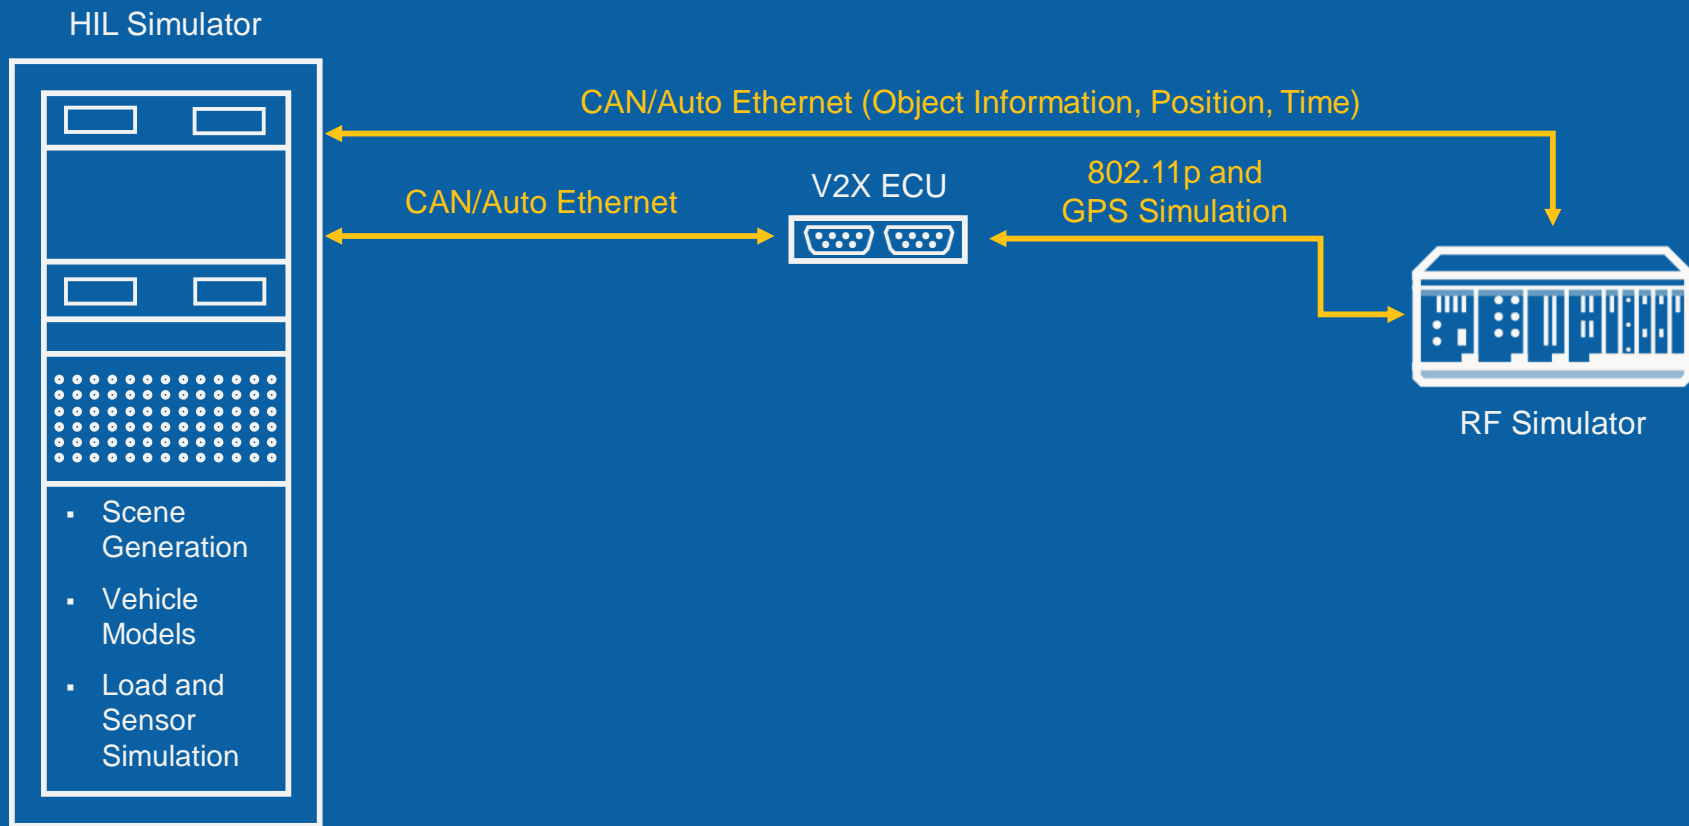 HIL Simulator
CAN/Auto Ethernet (Object Information, Position, Time)
CAN/Auto Ethernet
V2X ECU
802.11p and
GPS Simulation
RF Simulator
▪ Scene
Generation
▪ Vehicle
Models
▪ Load and
Sensor
Simulation